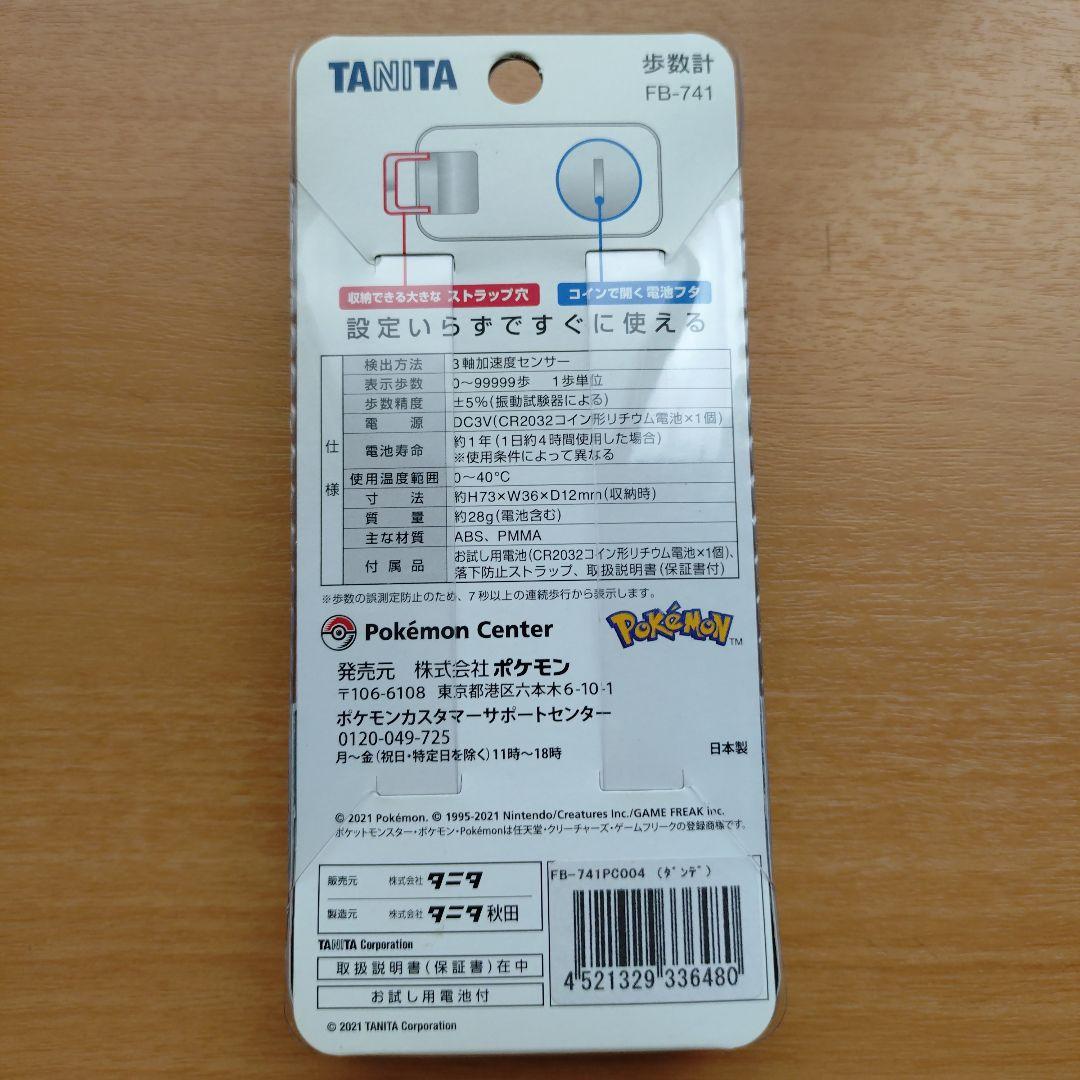 TANITA
歩数計
FB-741
収納できる大きな ストラップ穴
コインで開く電池フタ
設定いらずですぐに使える
仕様
検出方法 3軸加速度センサー
表示歩数 0～99999歩 1歩単位
歩数精度 ±5%(振動試験器による)
電源 DC3V(CR2032コイン形リチウム電池×1個)
電池寿命 約1年(1日約4時間使用した場合)
※使用条件によって異なる
使用温度範囲 0～40℃
寸法 約H73×W36×D12mm(収納時)
質量 約28g(電池含む)
主な材質 ABS、PMMA
付属品 お試し用電池(CR2032コイン形リチウム電池×1個)、
落下防止ストラップ、取扱説明書(保証書付)
※歩数の誤測定防止のため、7秒以上の連続歩行から表示します。
Pokémon Center
POKéMON™
発売元 株式会社ポケモン
〒106-6108 東京都港区六本木6-10-1
ポケモンカスタマーサポートセンター
0120-049-725
月～金(祝日・特定日を除く)11時～18時
日本製
© 2021 Pokémon. © 1995-2021 Nintendo/Creatures Inc./GAME FREAK inc.
ポケットモンスター・ポケモン・Pokémonは任天堂・クリーチャーズ・ゲームフリークの登録商標です。
販売元 株式会社タニタ
製造元 株式会社タニタ秋田
TANITA Corporation
取扱説明書(保証書)在中
お試し用電池付
© 2021 TANITA Corporation
FB-741PC004 (ﾀﾞﾝﾃﾞ)
4 521329 336480